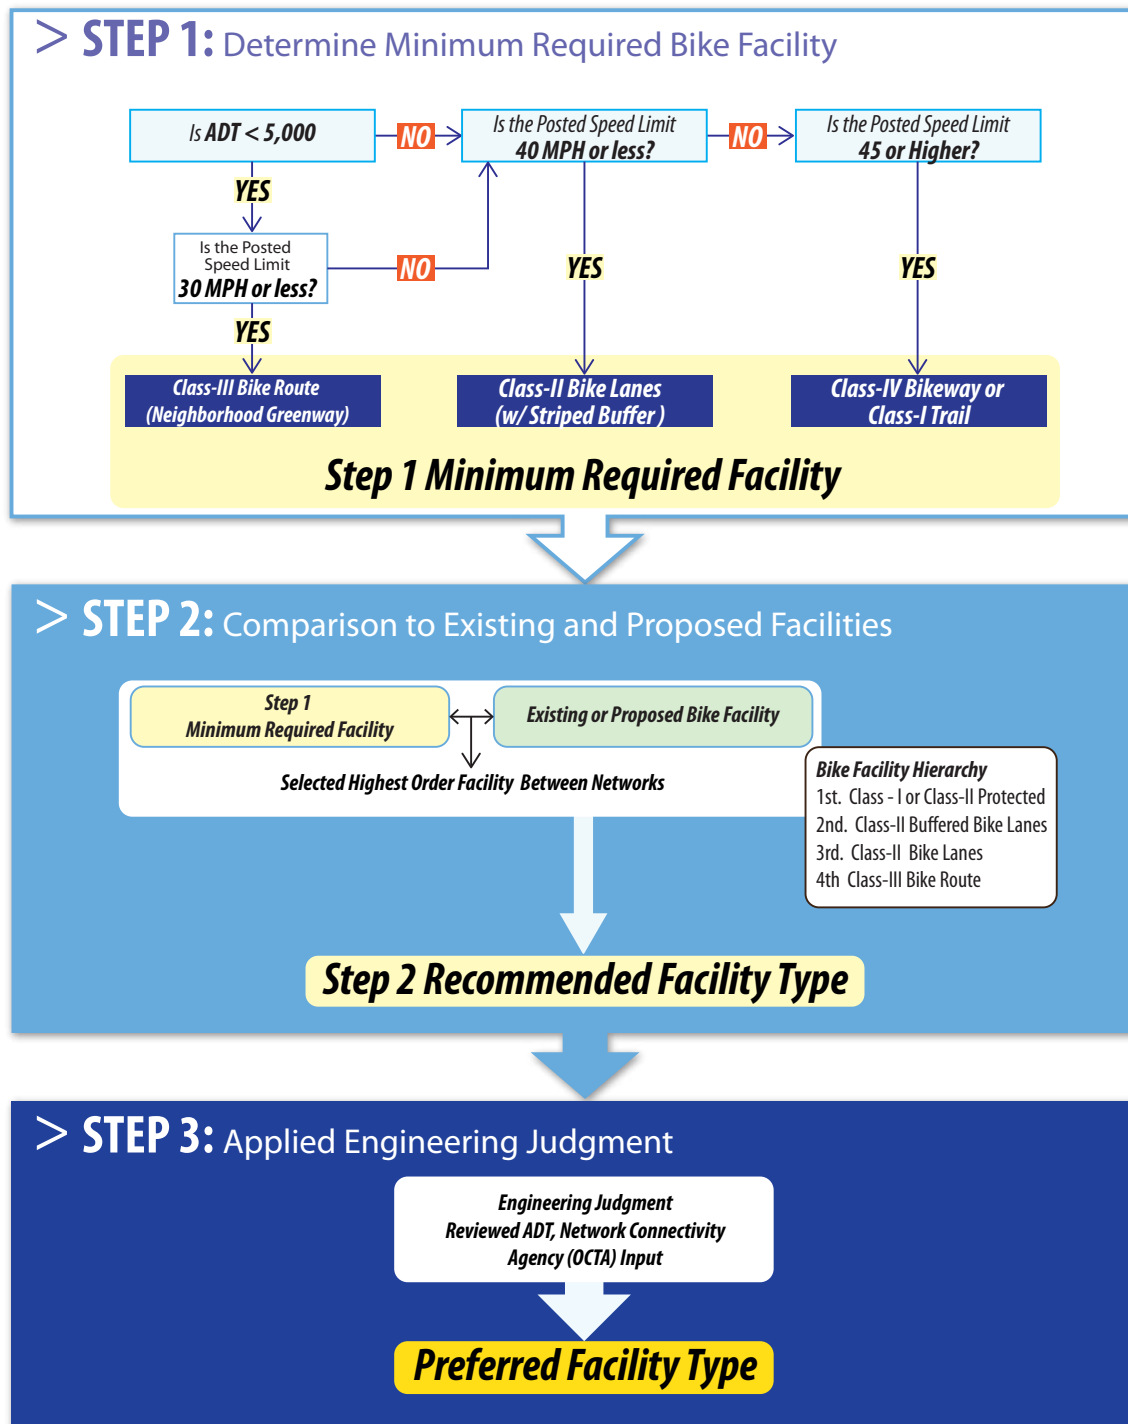 > STEP 1: Determine Minimum Required Bike Facility
Is ADT < 5,000
NO
Is the Posted Speed Limit
40 MPH or less?
NO
Is the Posted Speed Limit
45 or Higher?
YES
Is the Posted
Speed Limit
30 MPH or less?
NO
YES
YES
YES
Class-III Bike Route
(Neighborhood Greenway)
Class-II Bike Lanes
(w/ Striped Buffer )
Class-IV Bikeway or
Class-I Trail
Step 1 Minimum Required Facility
> STEP 2: Comparison to Existing and Proposed Facilities
Step 1
Minimum Required Facility
Existing or Proposed Bike Facility
Selected Highest Order Facility Between Networks
Bike Facility Hierarchy
1st. Class - I or Class-II Protected
2nd. Class-II Buffered Bike Lanes
3rd. Class-II Bike Lanes
4th Class-III Bike Route
Step 2 Recommended Facility Type
> STEP 3: Applied Engineering Judgment
Engineering Judgment
Reviewed ADT, Network Connectivity
Agency (OCTA) Input
Preferred Facility Type